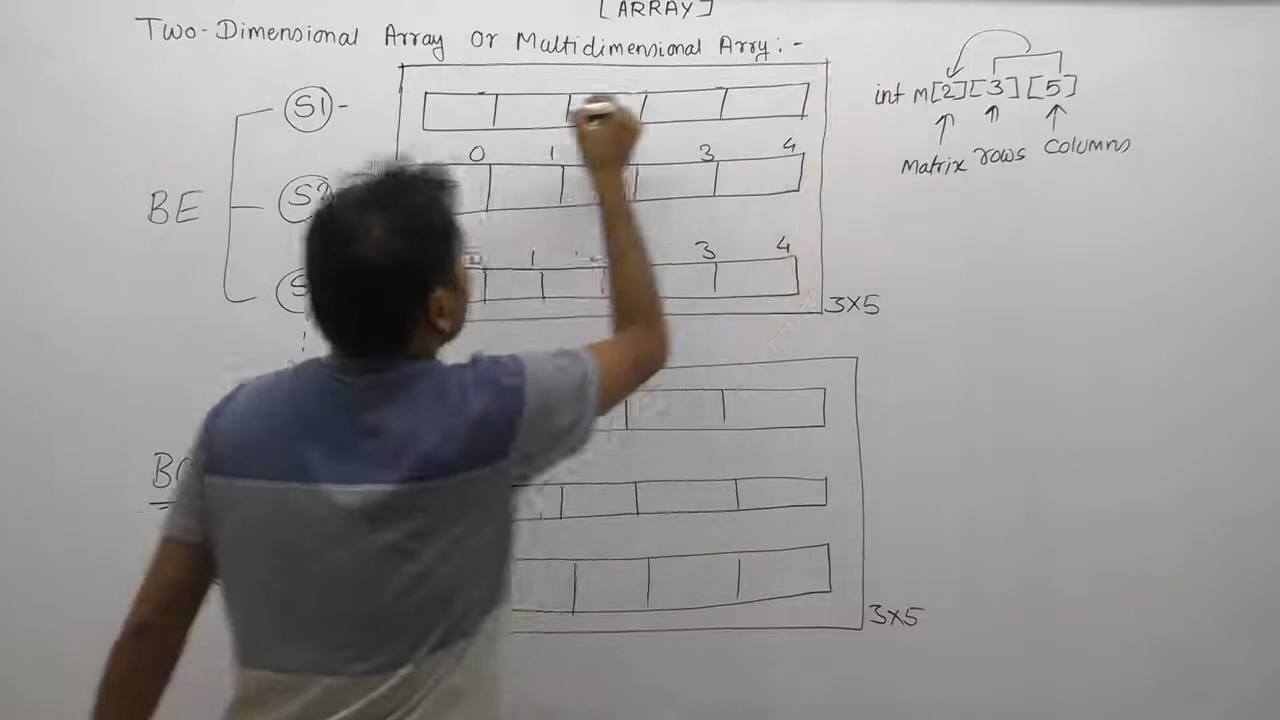 [ARRAY]
Two-Dimensional Array Or Multidimensional Arry:-
int m[2][3][5]
Matrix rows columns
S1
0 1 3 4
BE
1 3 4
3X5
3X5